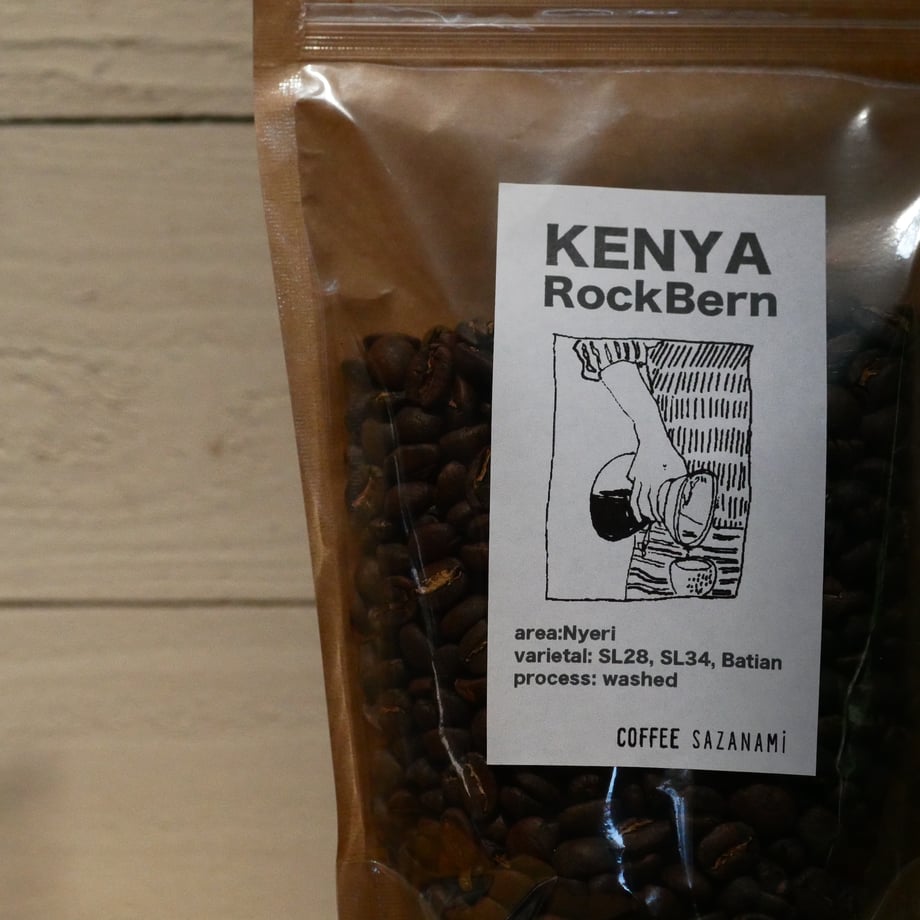 KENYA
RockBern
area:Nyeri
varietal: SL28, SL34, Batian
process: washed
COFFEE SAZANAMi